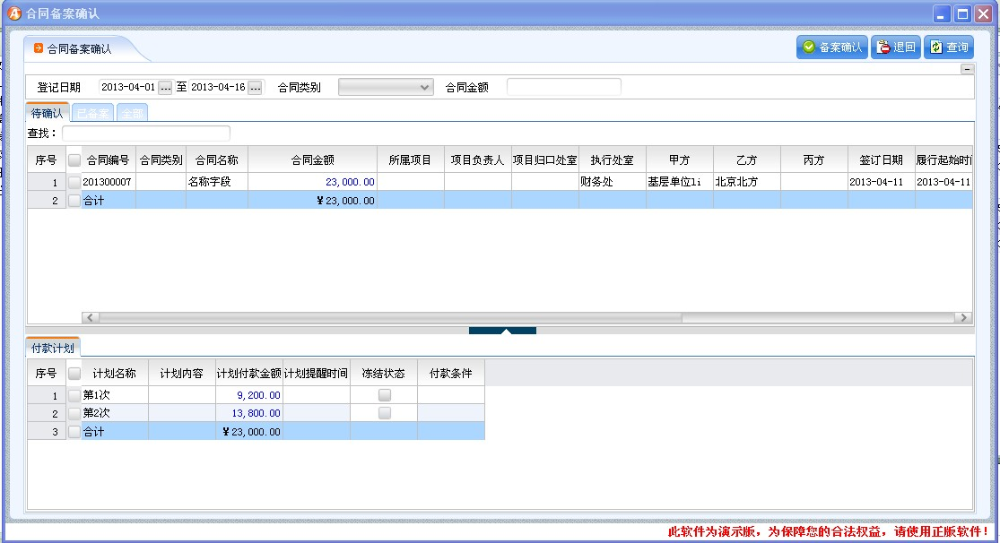 合同备案确认
合同备案确认 备案确认 退回 查询
登记日期 2013-04-01 ... 至 2013-04-16 ... 合同类别 合同金额
待确认 已备案 全部
查找：
序号 合同编号 合同类别 合同名称 合同金额 所属项目 项目负责人 项目归口处室 执行处室 甲方 乙方 丙方 签订日期 履行起始时间
1 201300007 名称字段 23,000.00 财务处 基层单位li 北京北方 2013-04-11 2013-04-11
2 合计 ¥23,000.00
付款计划
序号 计划名称 计划内容 计划付款金额 计划提醒时间 冻结状态 付款条件
1 第1次 9,200.00
2 第2次 13,800.00
3 合计 ¥23,000.00
此软件为演示版，为保障您的合法权益，请使用正版软件！